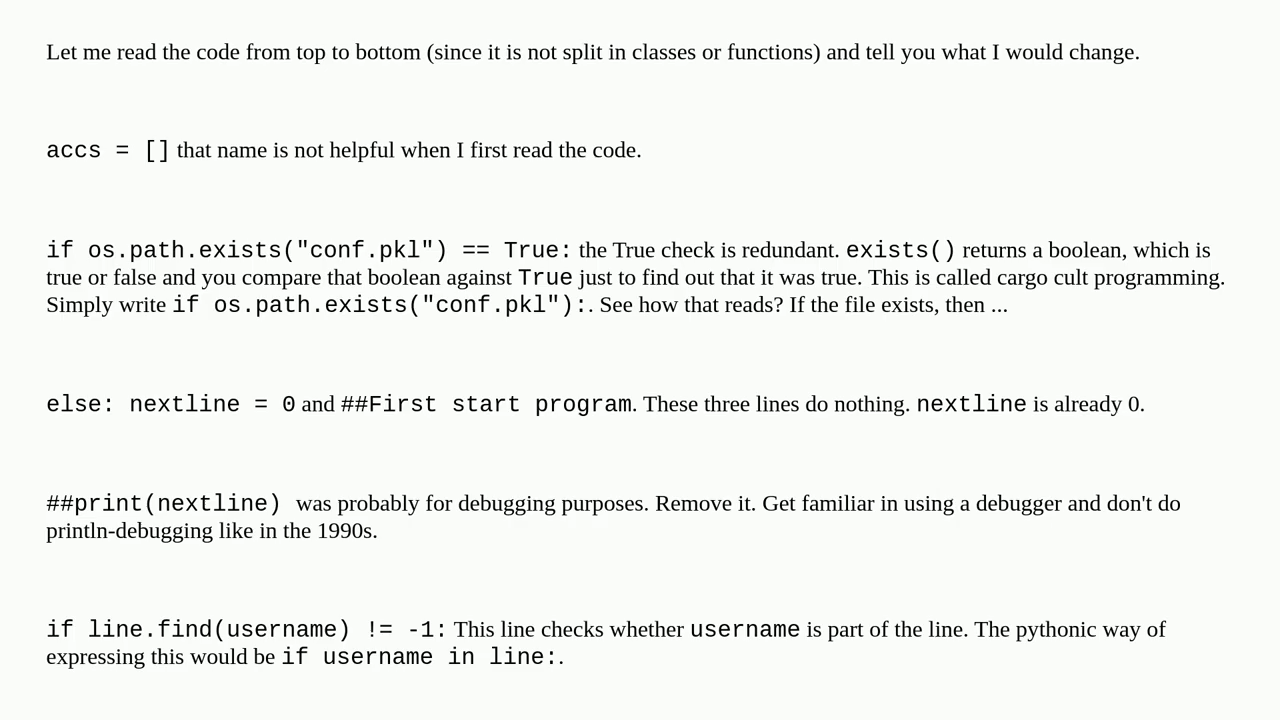 Let me read the code from top to bottom (since it is not split in classes or functions) and tell you what I would change.
accs = [] that name is not helpful when I first read the code.
if os.path.exists("conf.pkl") == True: the True check is redundant. exists() returns a boolean, which is
true or false and you compare that boolean against True just to find out that it was true. This is called cargo cult programming.
Simply write if os.path.exists("conf.pkl"):. See how that reads? If the file exists, then ...
else: nextline = 0 and ##First start program. These three lines do nothing. nextline is already 0.
##print(nextline) was probably for debugging purposes. Remove it. Get familiar in using a debugger and don't do
println-debugging like in the 1990s.
if line.find(username) != -1: This line checks whether username is part of the line. The pythonic way of
expressing this would be if username in line:.